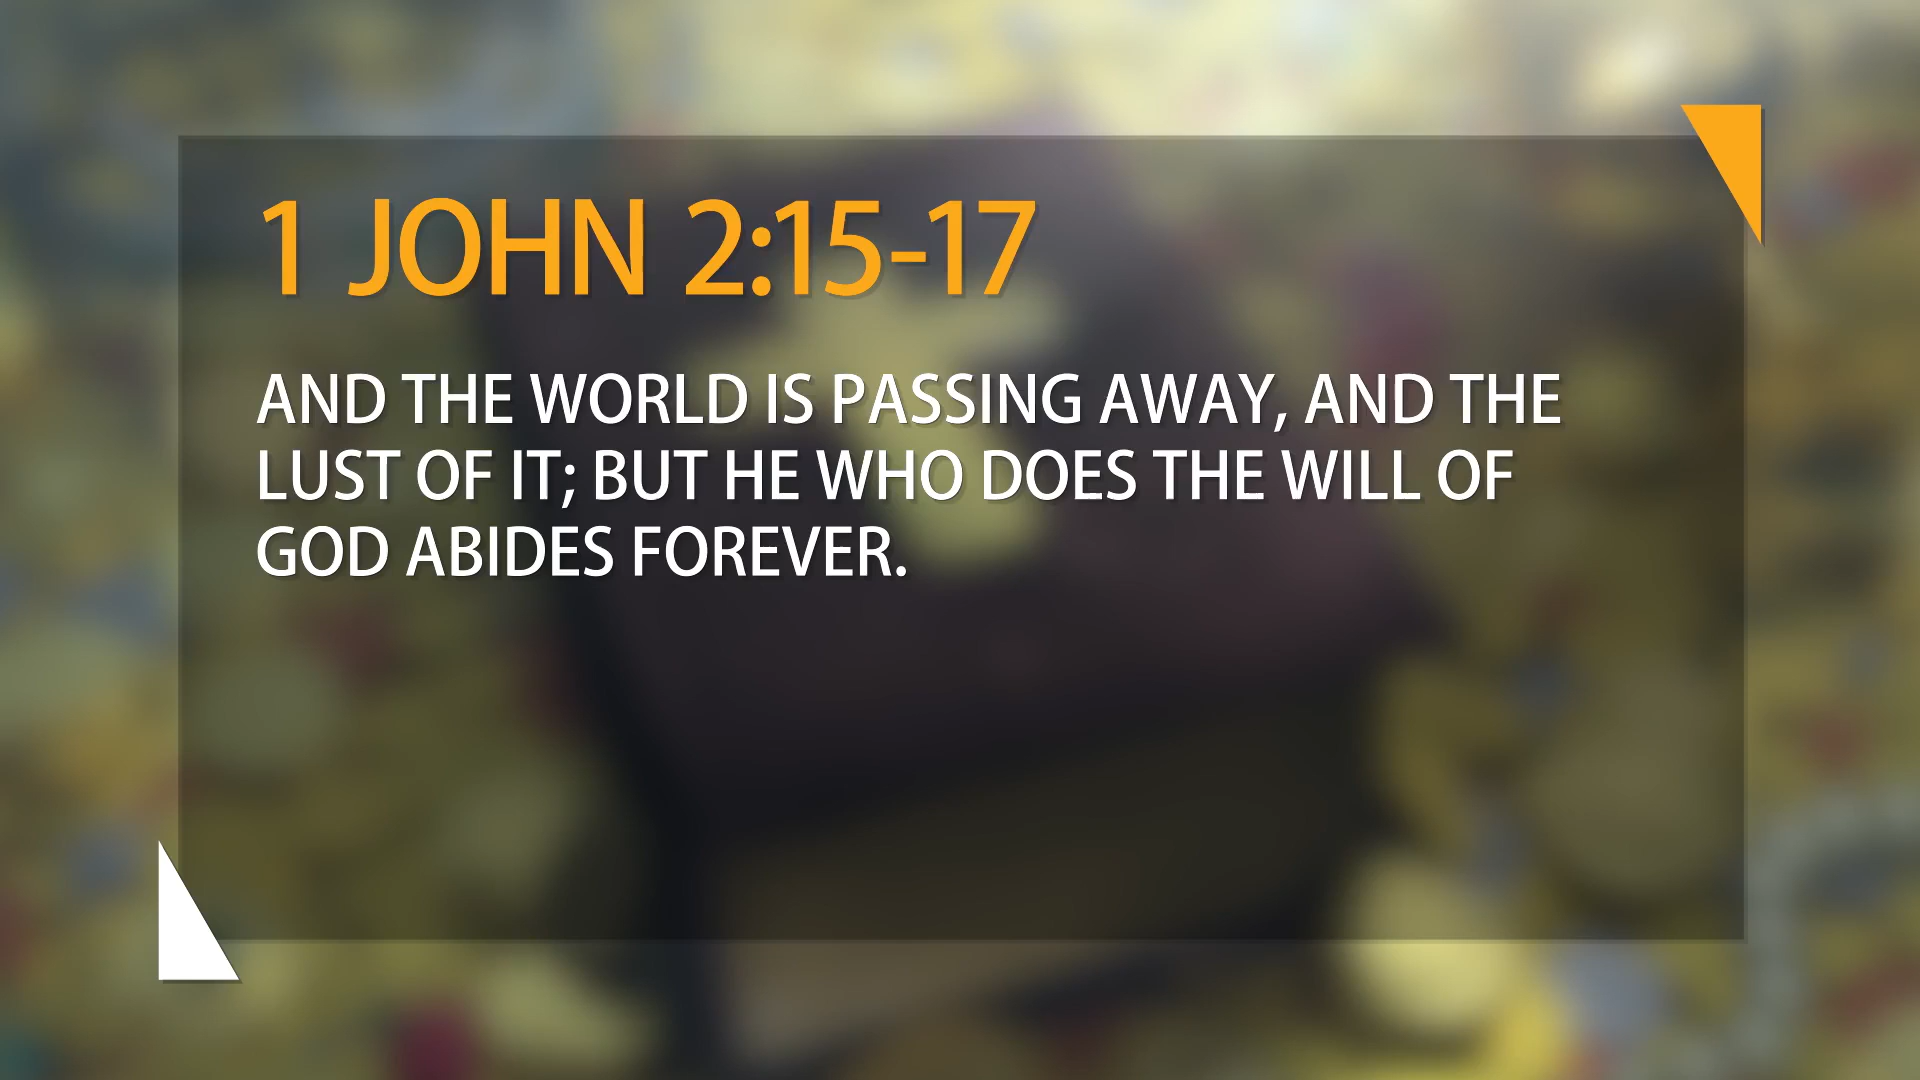 1 JOHN 2:15-17
AND THE WORLD IS PASSING AWAY, AND THE
LUST OF IT; BUT HE WHO DOES THE WILL OF
GOD ABIDES FOREVER.